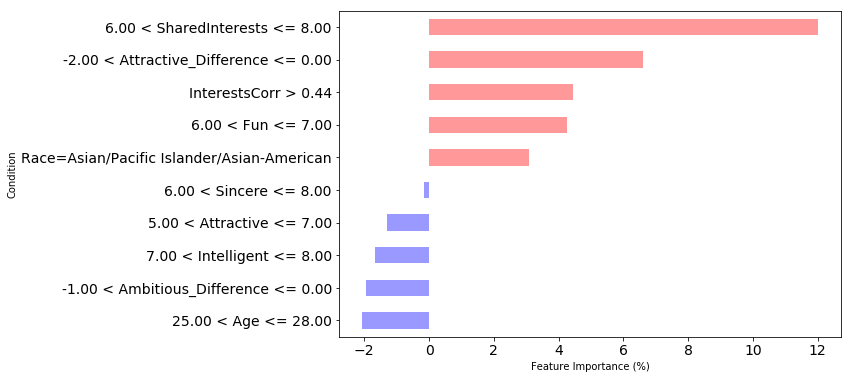 6.00 < SharedInterests <= 8.00
-2.00 < Attractive_Difference <= 0.00
InterestsCorr > 0.44
6.00 < Fun <= 7.00
Race=Asian/Pacific Islander/Asian-American
6.00 < Sincere <= 8.00
5.00 < Attractive <= 7.00
7.00 < Intelligent <= 8.00
-1.00 < Ambitious_Difference <= 0.00
25.00 < Age <= 28.00
Condition
−2 0 2 4 6 8 10 12
Feature Importance (%)